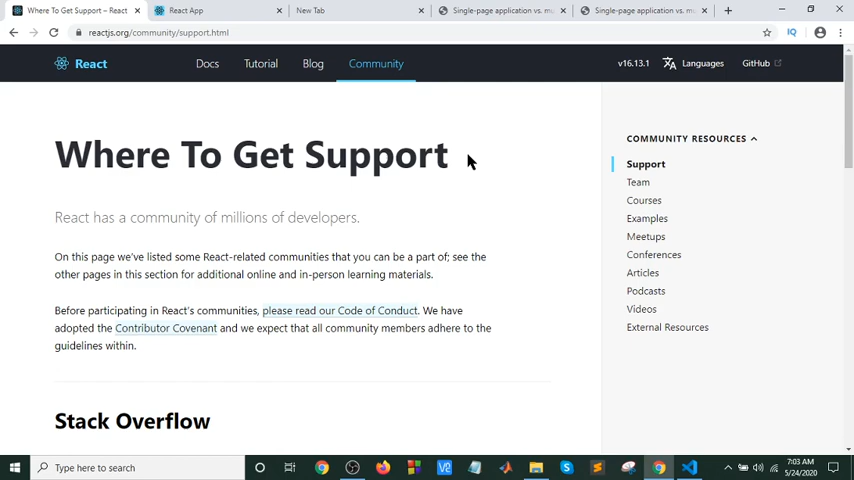 Where To Get Support – React
React App
New Tab
Single-page application vs. mu
Single-page application vs. mu
reactjs.org/community/support.html
IQ
React
Docs
Tutorial
Blog
Community
v16.13.1
Languages
GitHub
Where To Get Support
React has a community of millions of developers.
On this page we've listed some React-related communities that you can be a part of; see the
other pages in this section for additional online and in-person learning materials.
Before participating in React's communities, please read our Code of Conduct. We have
adopted the Contributor Covenant and we expect that all community members adhere to the
guidelines within.
Stack Overflow
COMMUNITY RESOURCES
Support
Team
Courses
Examples
Meetups
Conferences
Articles
Podcasts
Videos
External Resources
Type here to search
7:03 AM
5/24/2020